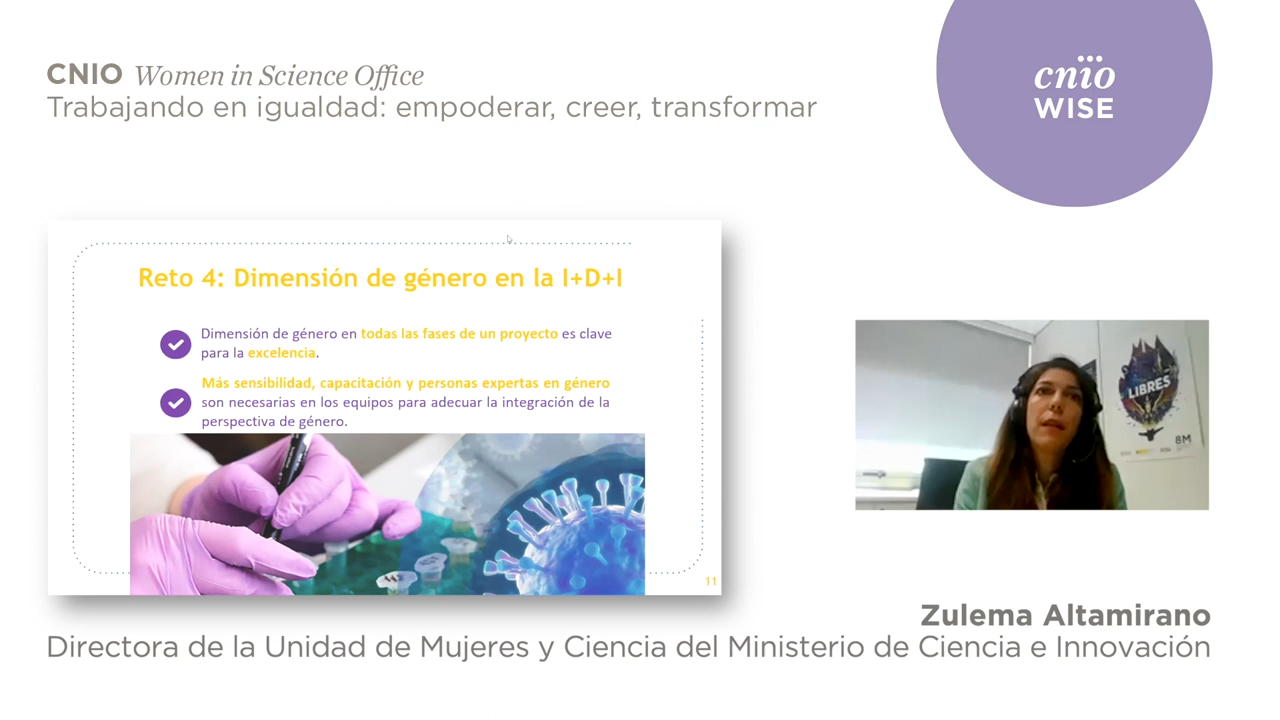 CNIO Women in Science Office
Trabajando en igualdad: empoderar, creer, transformar
cnio
WISE
Reto 4: Dimensión de género en la I+D+I
Dimensión de género en todas las fases de un proyecto es clave
para la excelencia.
Más sensibilidad, capacitación y personas expertas en género
son necesarias en los equipos para adecuar la integración de la
perspectiva de género.
11
LIBRES
8M
Zulema Altamirano
Directora de la Unidad de Mujeres y Ciencia del Ministerio de Ciencia e Innovación